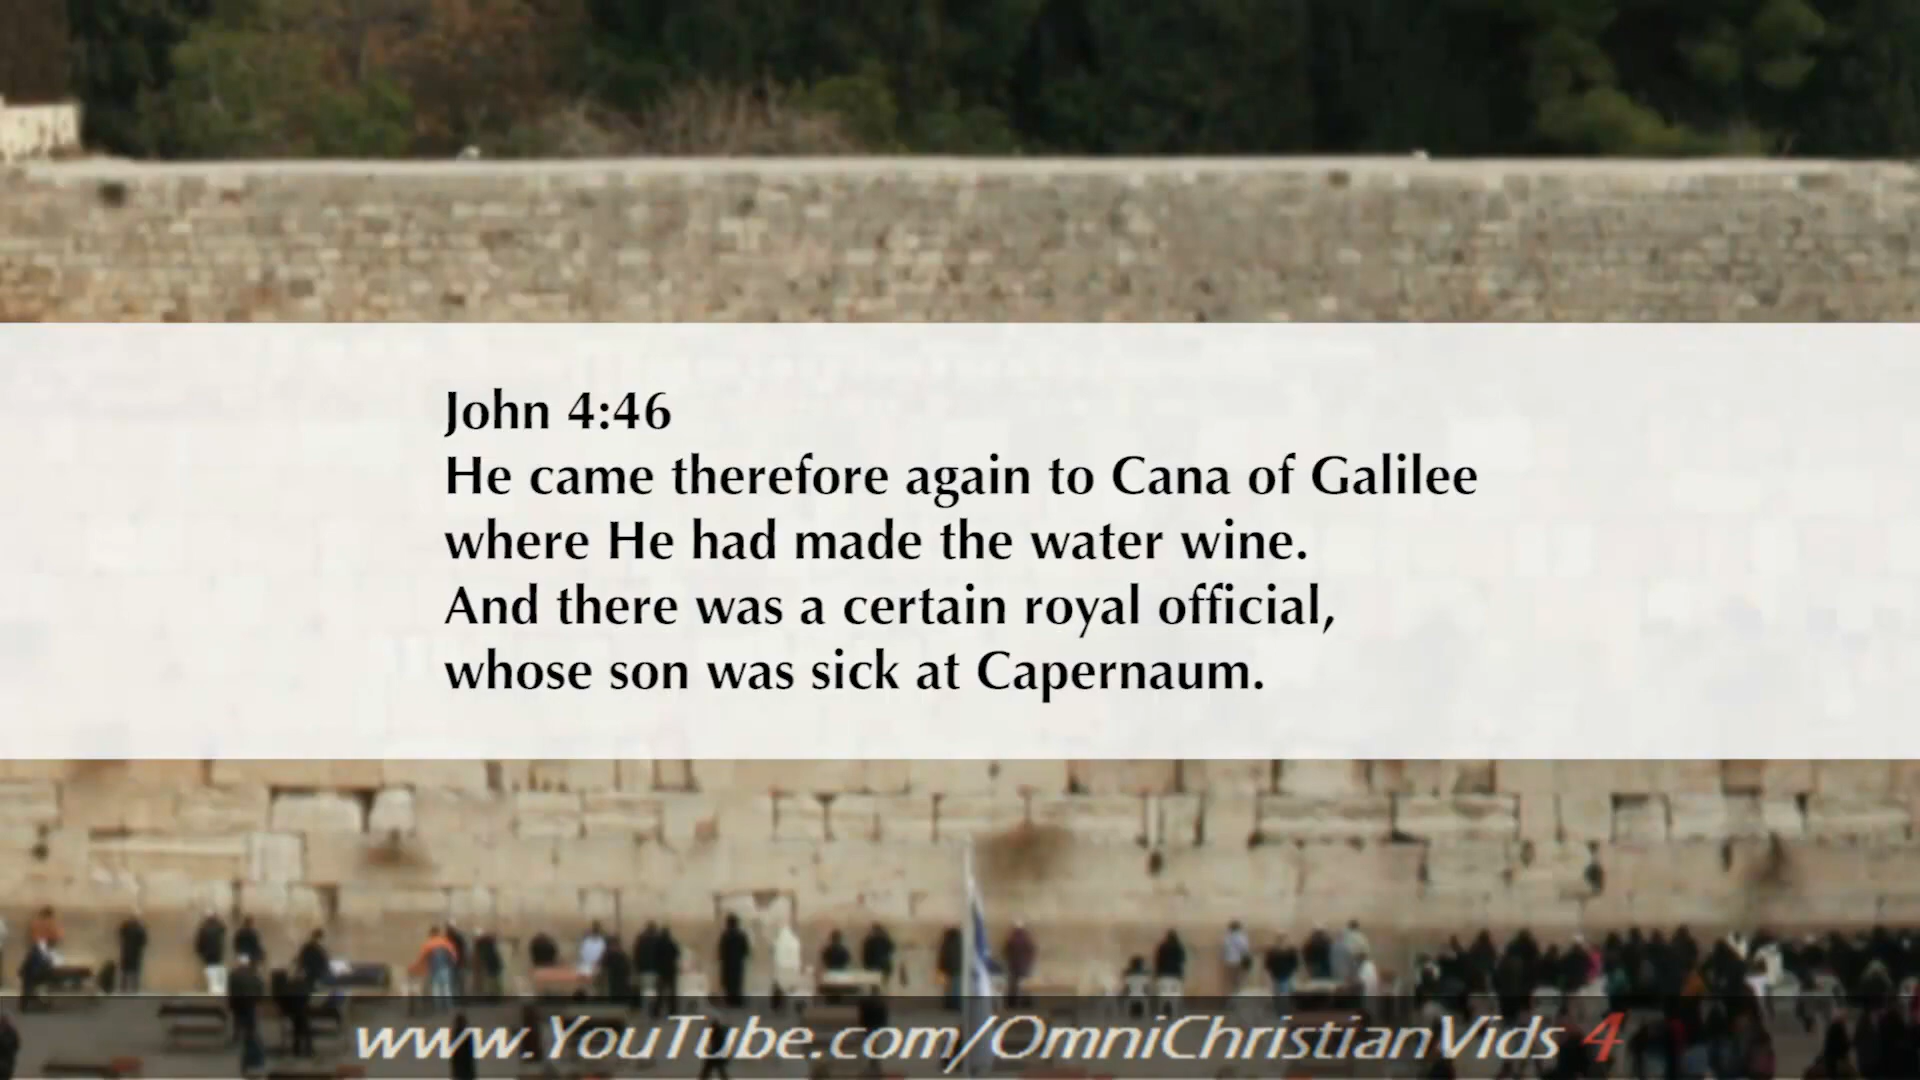 John 4:46
He came therefore again to Cana of Galilee
where He had made the water wine.
And there was a certain royal official,
whose son was sick at Capernaum.
www.YouTube.com/OmniChristianVids 4